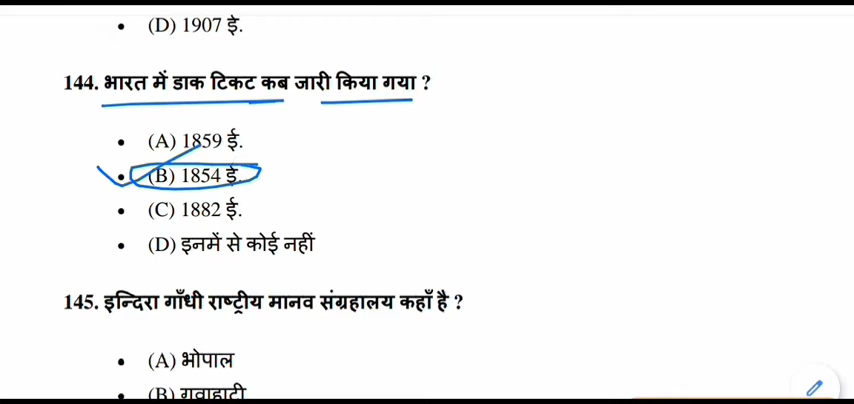 (D) 1907 ई.
144. भारत में डाक टिकट कब जारी किया गया ?
(A) 1859 ई.
(B) 1854 ई.
(C) 1882 ई.
(D) इनमें से कोई नहीं
145. इन्दिरा गाँधी राष्ट्रीय मानव संग्रहालय कहाँ है ?
(A) भोपाल
(B) गुवाहाटी